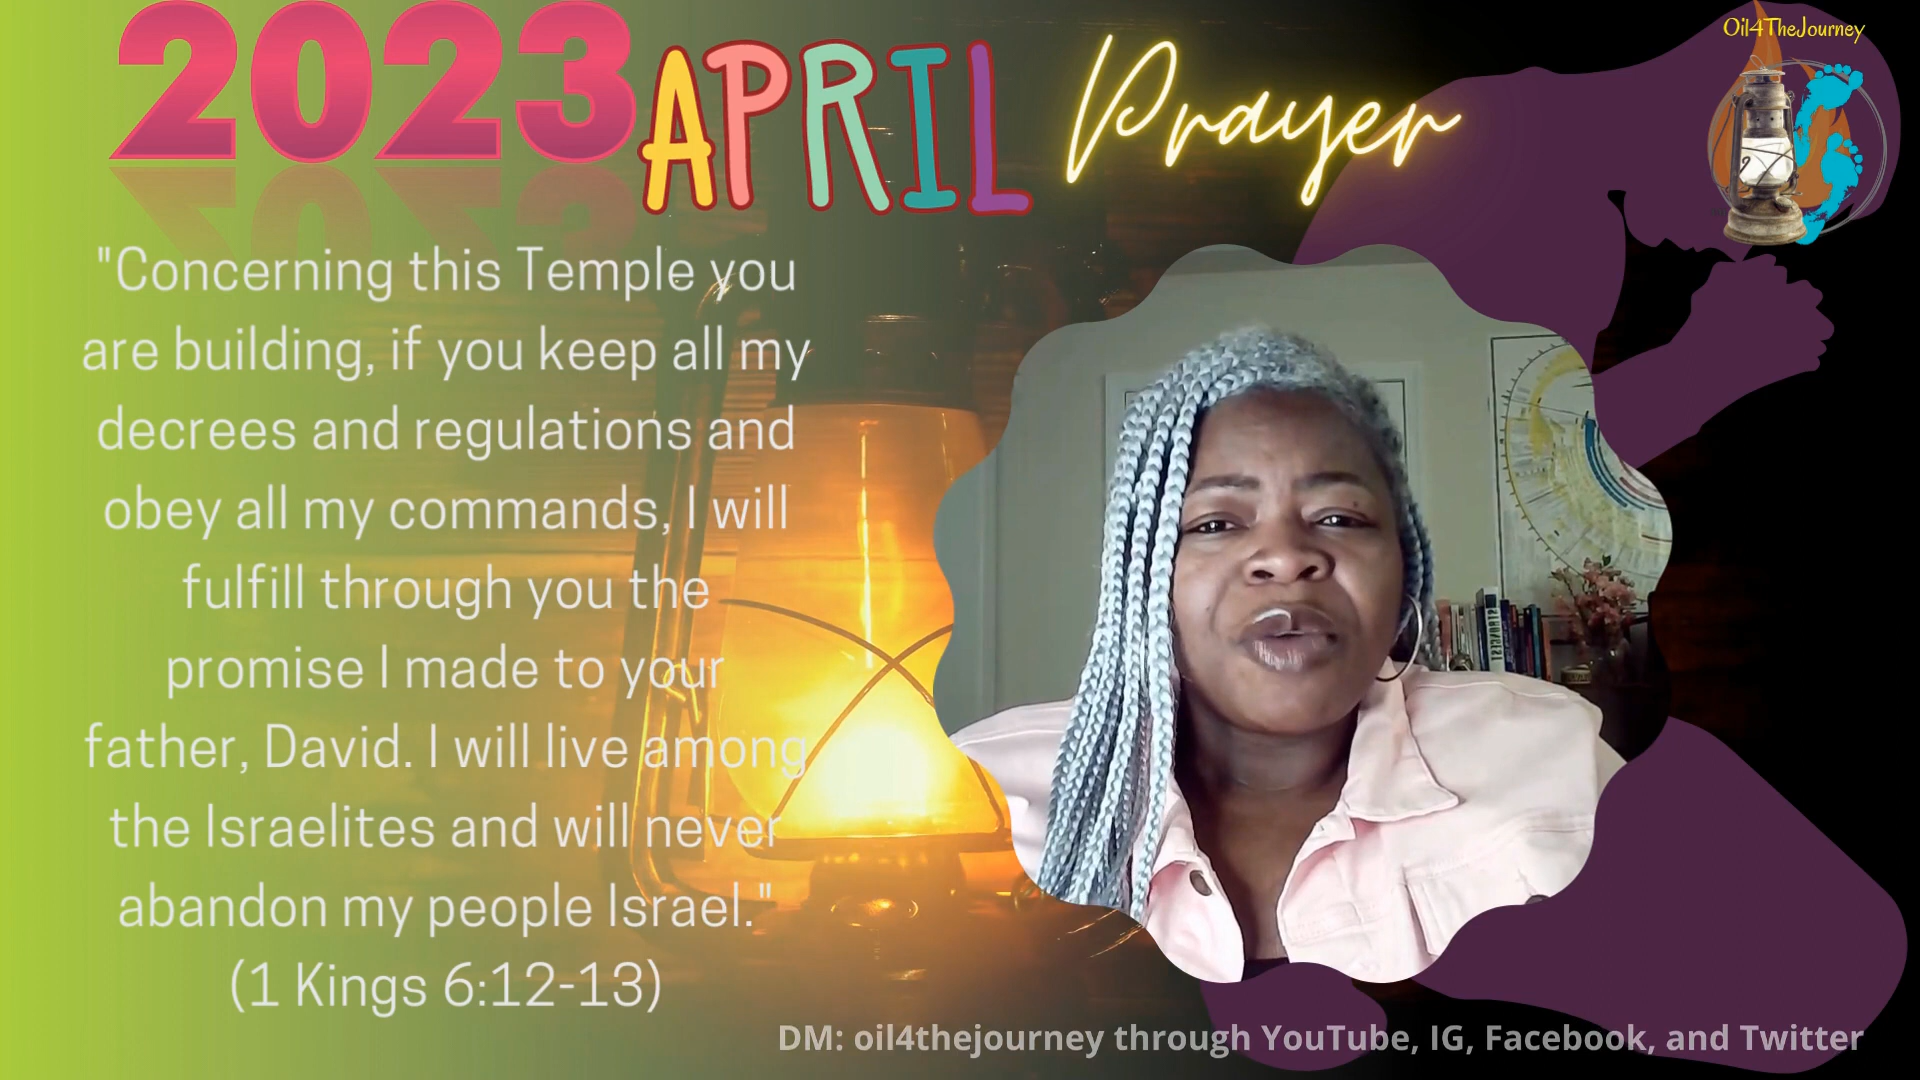 2023 APRIL Prayer
Oil4TheJourney
"Concerning this Temple you
are building, if you keep all my
decrees and regulations and
obey all my commands, I will
fulfill through you the
promise I made to your
father, David. I will live among
the Israelites and will never
abandon my people Israel."
(1 Kings 6:12-13)
DM: oil4thejourney through YouTube, IG, Facebook, and Twitter